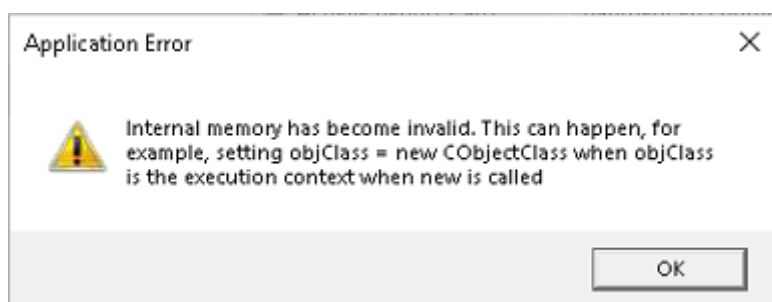 Application Error
Internal memory has become invalid. This can happen, for
example, setting objClass = new CObjectClass when objClass
is the execution context when new is called
OK